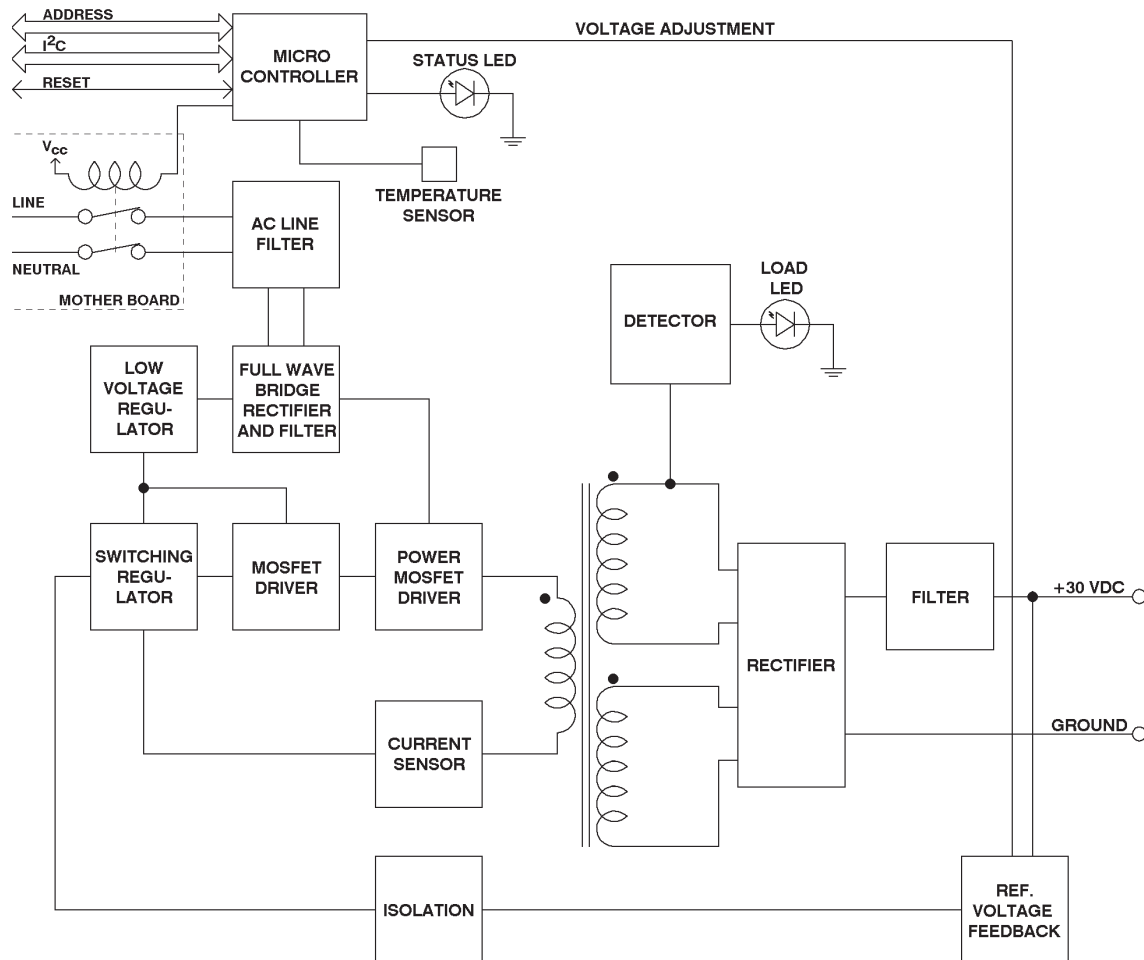 ADDRESS
I²C
RESET
MICRO
CONTROLLER
VOLTAGE ADJUSTMENT
STATUS LED
TEMPERATURE
SENSOR
VCC
LINE
NEUTRAL
MOTHER BOARD
AC LINE
FILTER
LOW
VOLTAGE
REGU-
LATOR
FULL WAVE
BRIDGE
RECTIFIER
AND FILTER
DETECTOR
LOAD
LED
SWITCHING
REGU-
LATOR
MOSFET
DRIVER
POWER
MOSFET
DRIVER
RECTIFIER
FILTER
+30 VDC
GROUND
CURRENT
SENSOR
ISOLATION
REF.
VOLTAGE
FEEDBACK